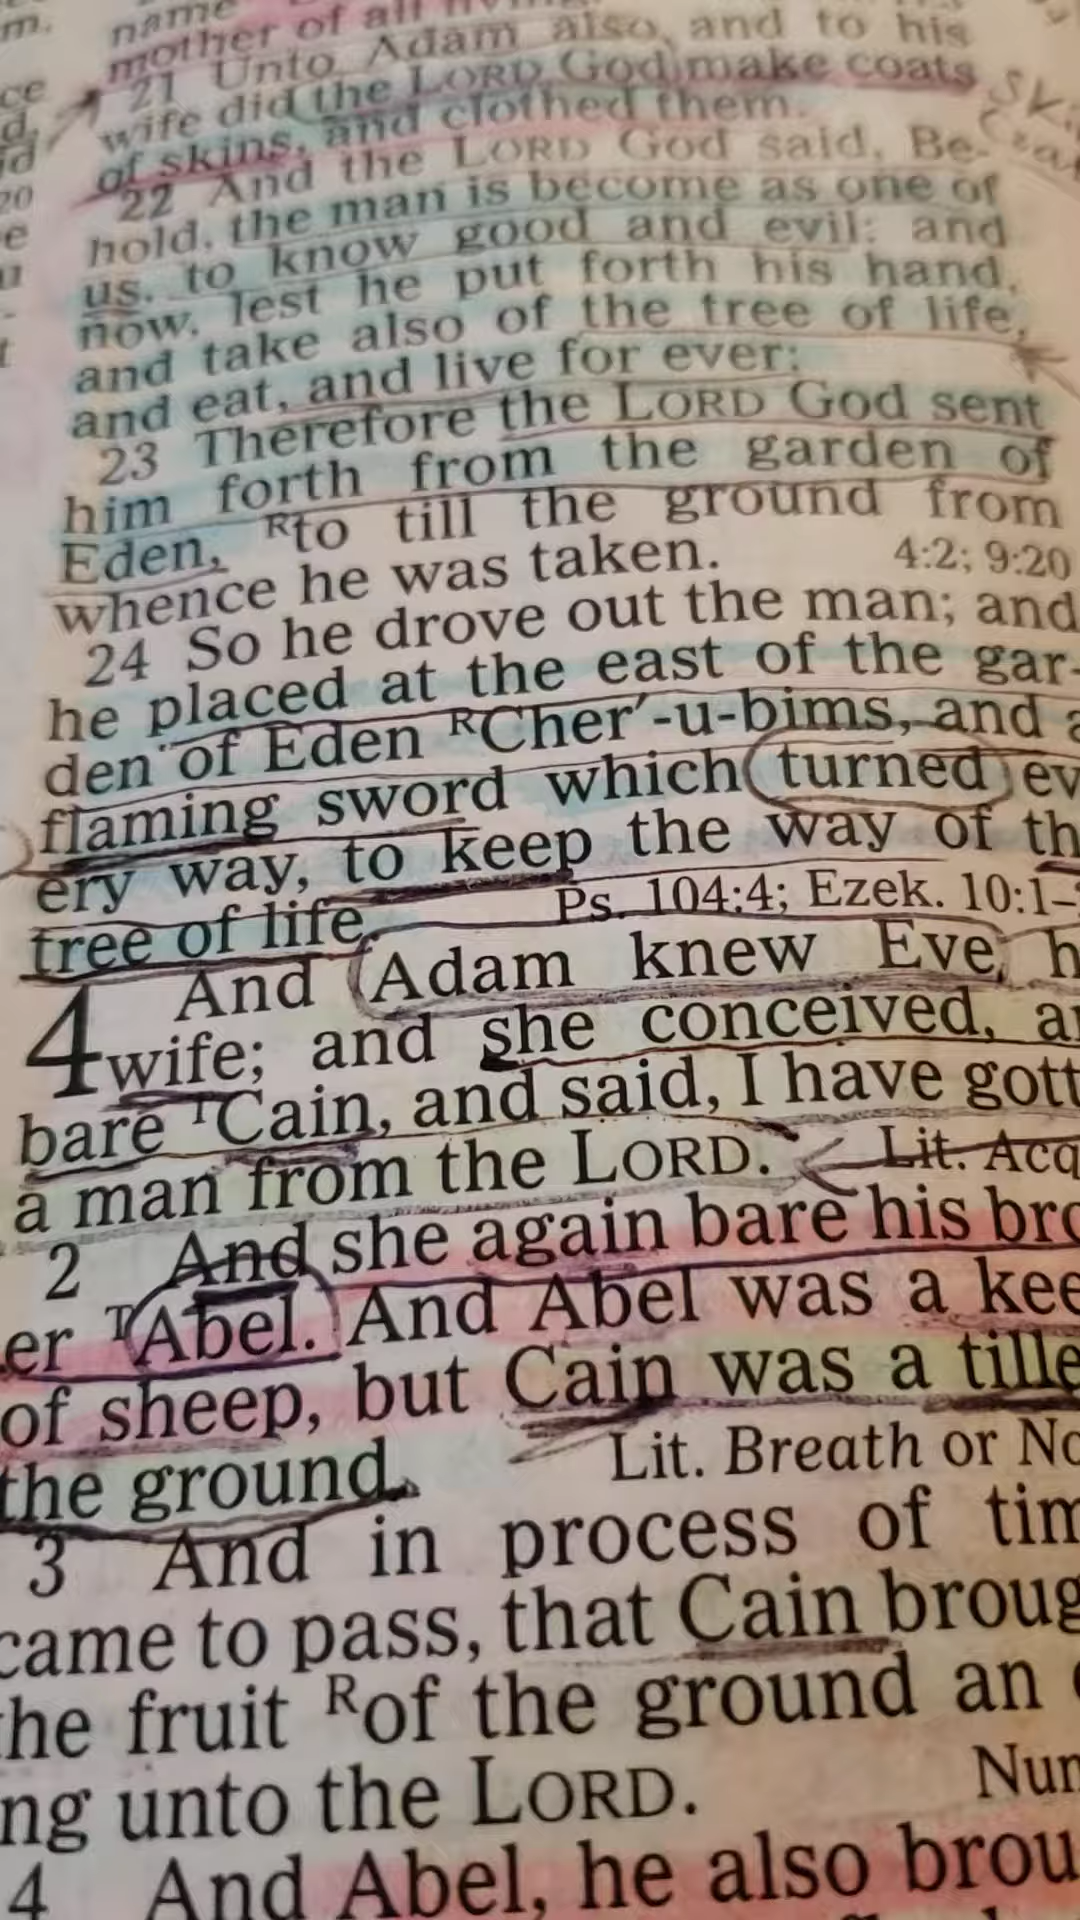 name
mother of all living.
21 Unto Adam also, and to his
wife did the LORD God make coats
of skins, and clothed them.
22 And the LORD God said, Be-
hold, the man is become as one of
us, to know good and evil: and
now, lest he put forth his hand,
and take also of the tree of life,
and eat, and live for ever:
23 Therefore the LORD God sent
him forth from the garden of
Eden, Rto till the ground from
whence he was taken. 4:2; 9:20
24 So he drove out the man; and
he placed at the east of the gar-
den of Eden RCher′-u-bims, and a
flaming sword which turned ev
ery way, to keep the way of th
tree of life. Ps. 104:4; Ezek. 10:1–
4 And Adam knew Eve, h
wife; and she conceived, a
bare TCain, and said, I have gott
a man from the LORD. Lit. Acq
2 And she again bare his bro
er TAbel. And Abel was a kee
of sheep, but Cain was a tille
the ground. Lit. Breath or No
3 And in process of tim
came to pass, that Cain broug
the fruit Rof the ground an
ng unto the LORD. Num
4 And Abel, he also brou